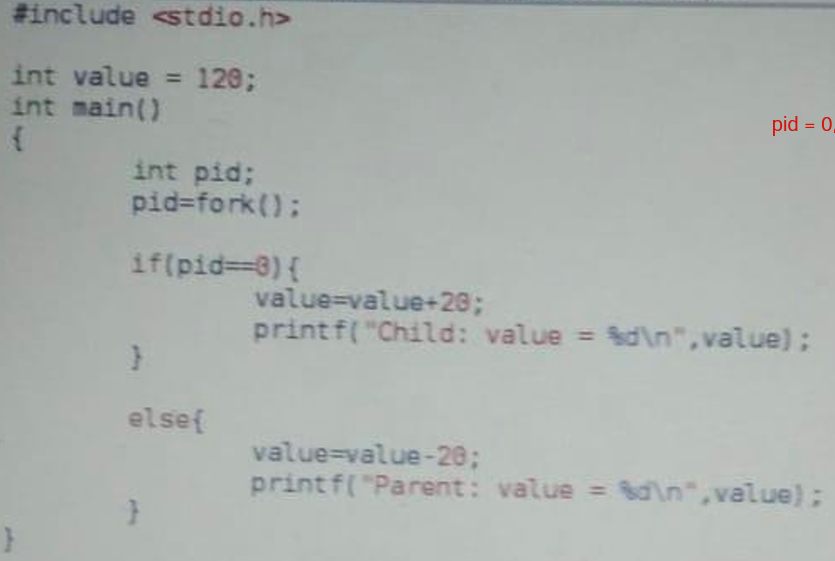 #include <stdio.h>
int value = 120;
int main()
{
pid = 0,
int pid;
pid=fork();
if(pid==0){
value=value+20;
printf("Child: value = %d\n",value);
}
else{
value=value-20;
printf("Parent: value = %d\n",value);
}
}